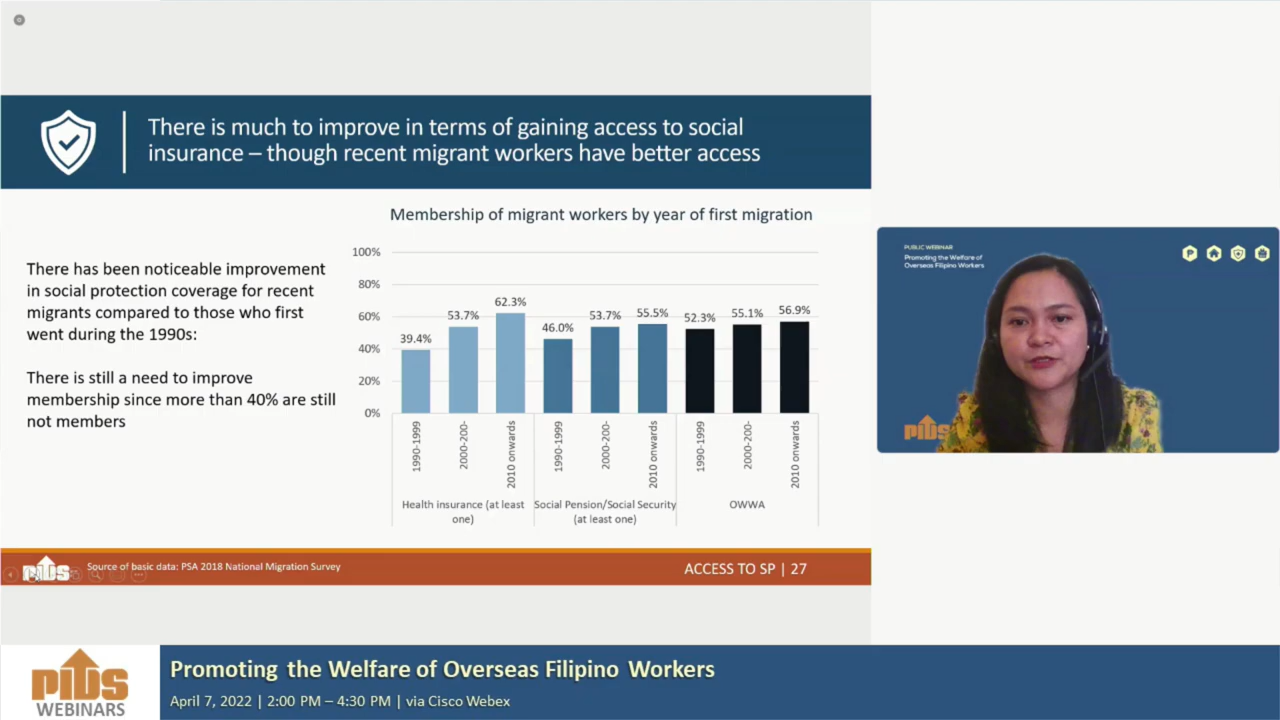 There is much to improve in terms of gaining access to social
insurance – though recent migrant workers have better access
There has been noticeable improvement
in social protection coverage for recent
migrants compared to those who first
went during the 1990s:
There is still a need to improve
membership since more than 40% are still
not members
Membership of migrant workers by year of first migration
100%
80%
60%
40%
20%
0%
39.4%
53.7%
62.3%
46.0%
53.7%
55.5%
52.3%
55.1%
56.9%
1990-1999
2000-200-
2010 onwards
1990-1999
2000-200-
2010 onwards
1990-1999
2000-200-
2010 onwards
Health insurance (at least
one)
Social Pension/Social Security
(at least one)
OWWA
PUBLIC WEBINAR
Promoting the Welfare of
Overseas Filipino Workers
PIDS
PIDS
Source of basic data: PSA 2018 National Migration Survey
ACCESS TO SP | 27
PIDS
WEBINARS
Promoting the Welfare of Overseas Filipino Workers
April 7, 2022 | 2:00 PM – 4:30 PM | via Cisco Webex